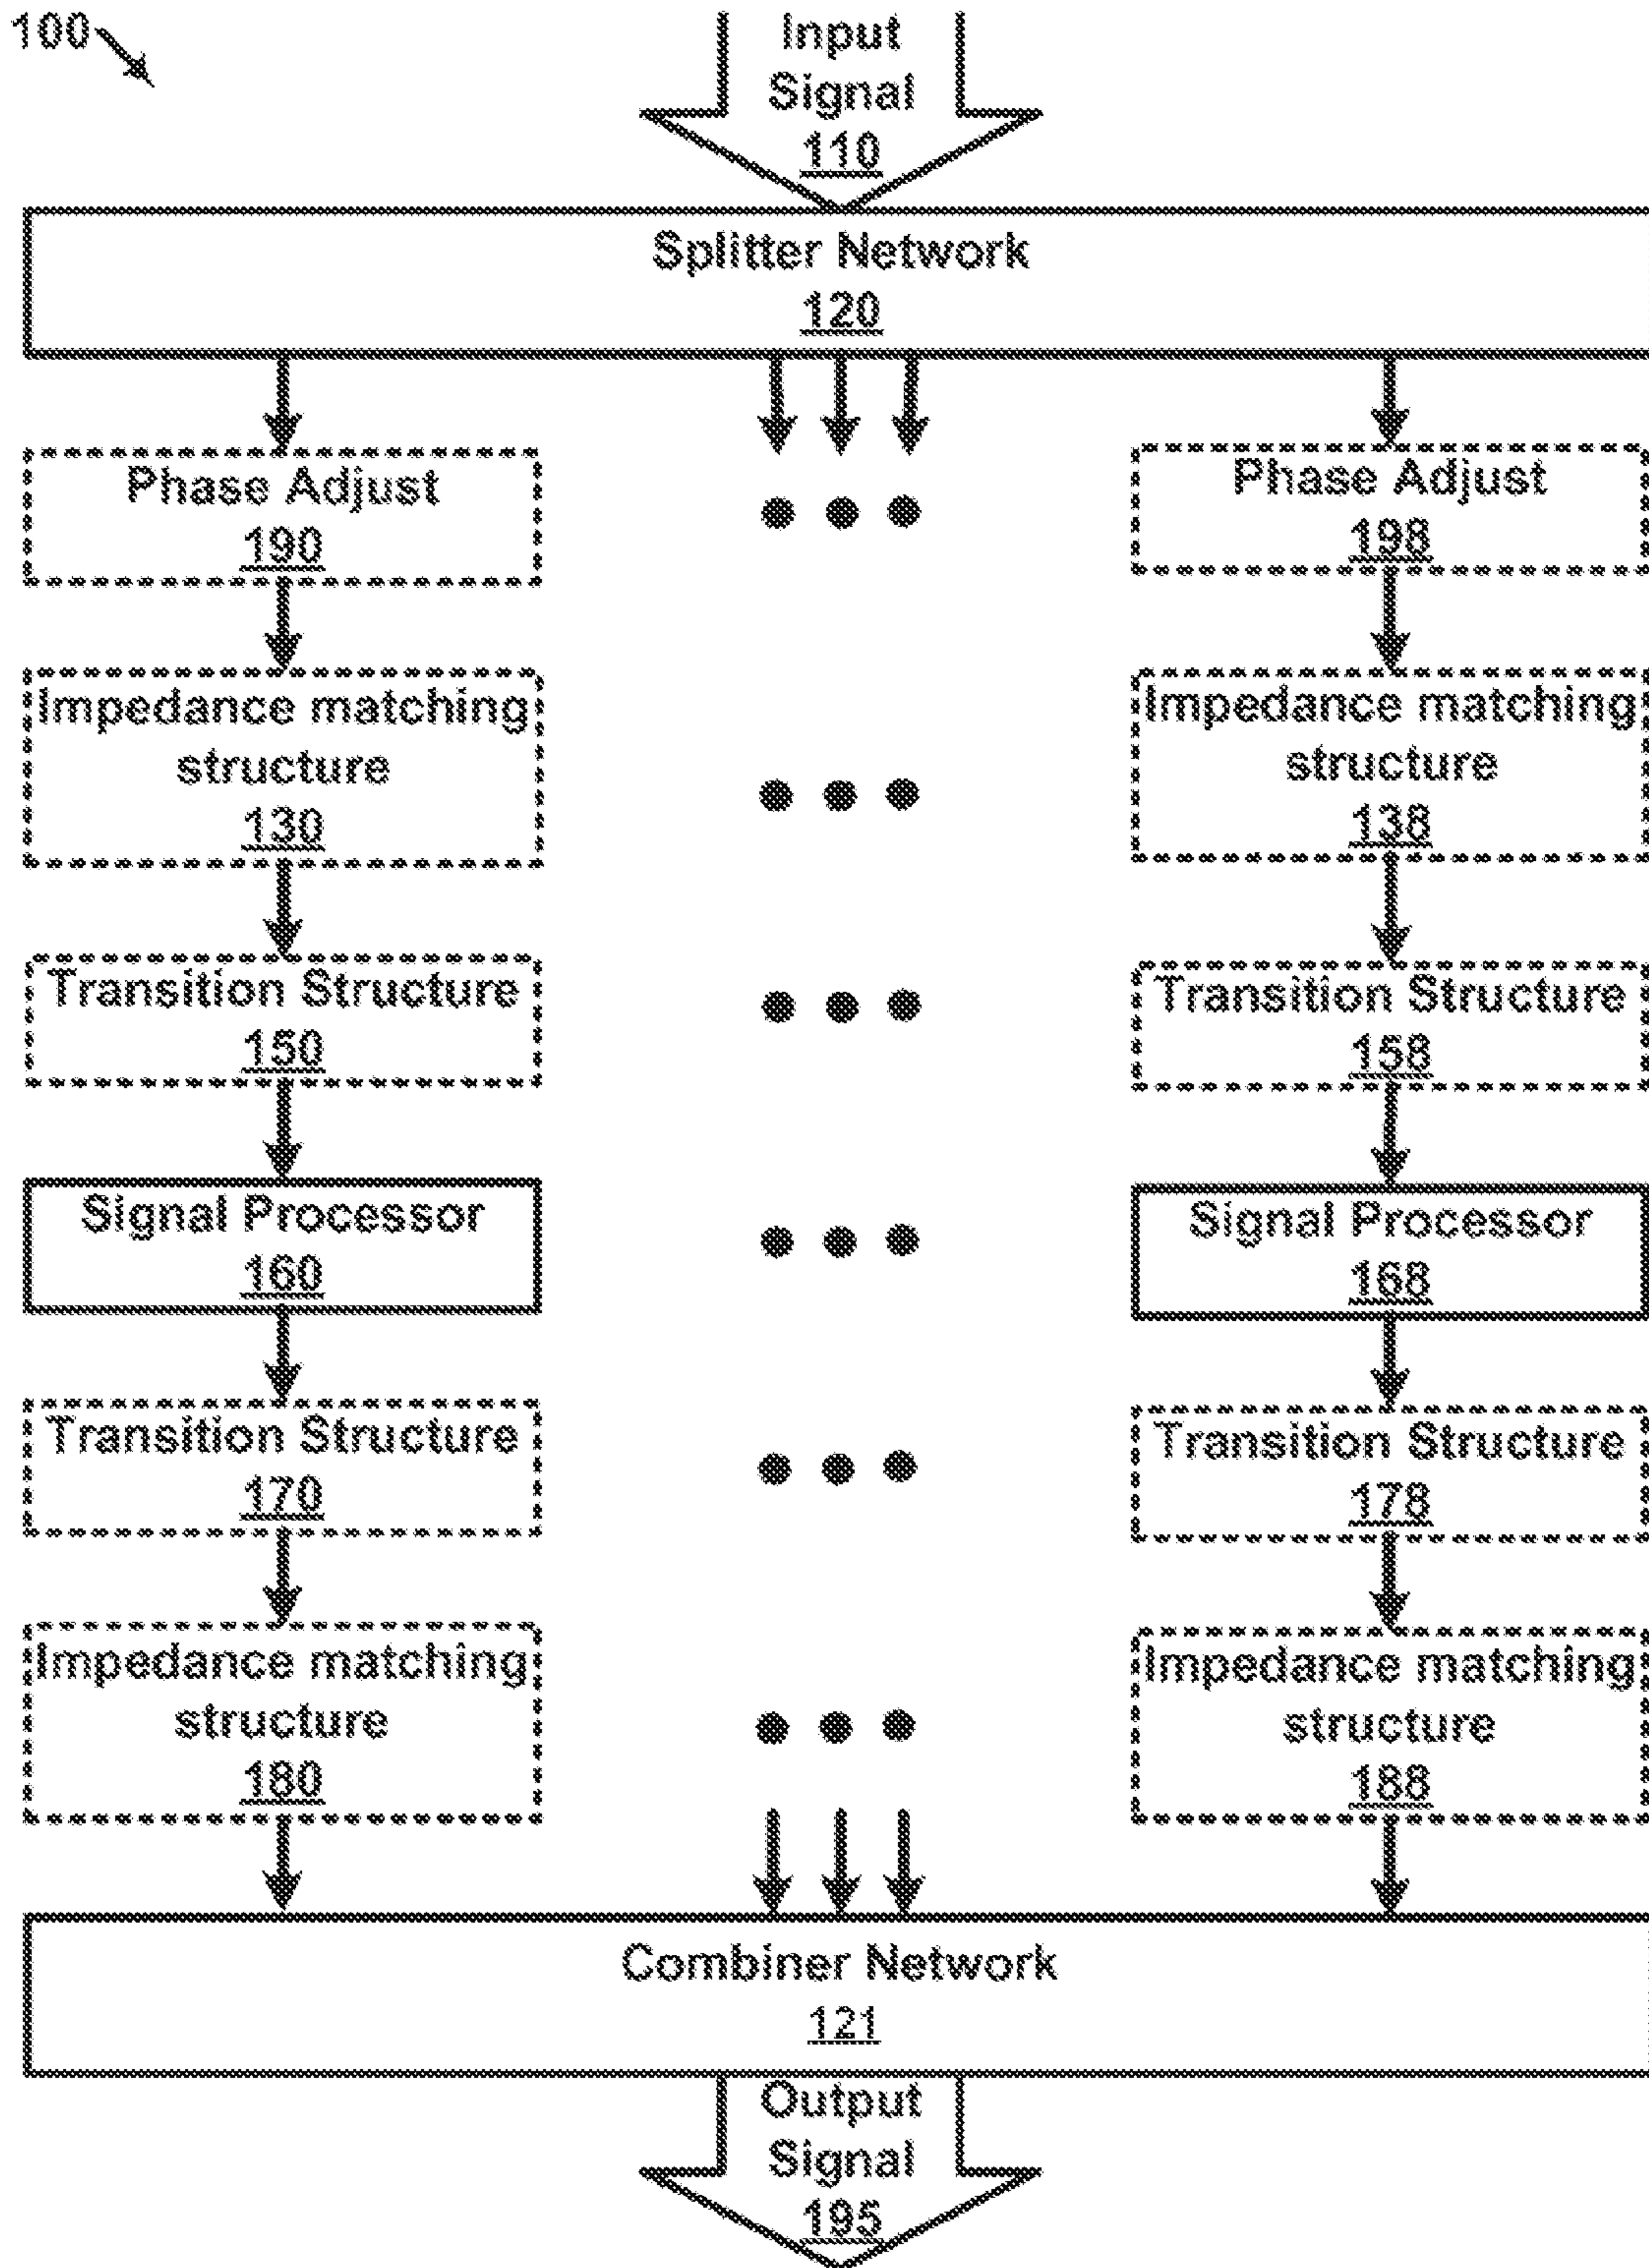 100
Input
Signal
110
Splitter Network
120
Phase Adjust
190
Phase Adjust
198
Impedance matching
structure
130
Impedance matching
structure
138
Transition Structure
150
Transition Structure
158
Signal Processor
160
Signal Processor
168
Transition Structure
170
Transition Structure
178
Impedance matching
structure
180
Impedance matching
structure
188
Combiner Network
121
Output
Signal
195